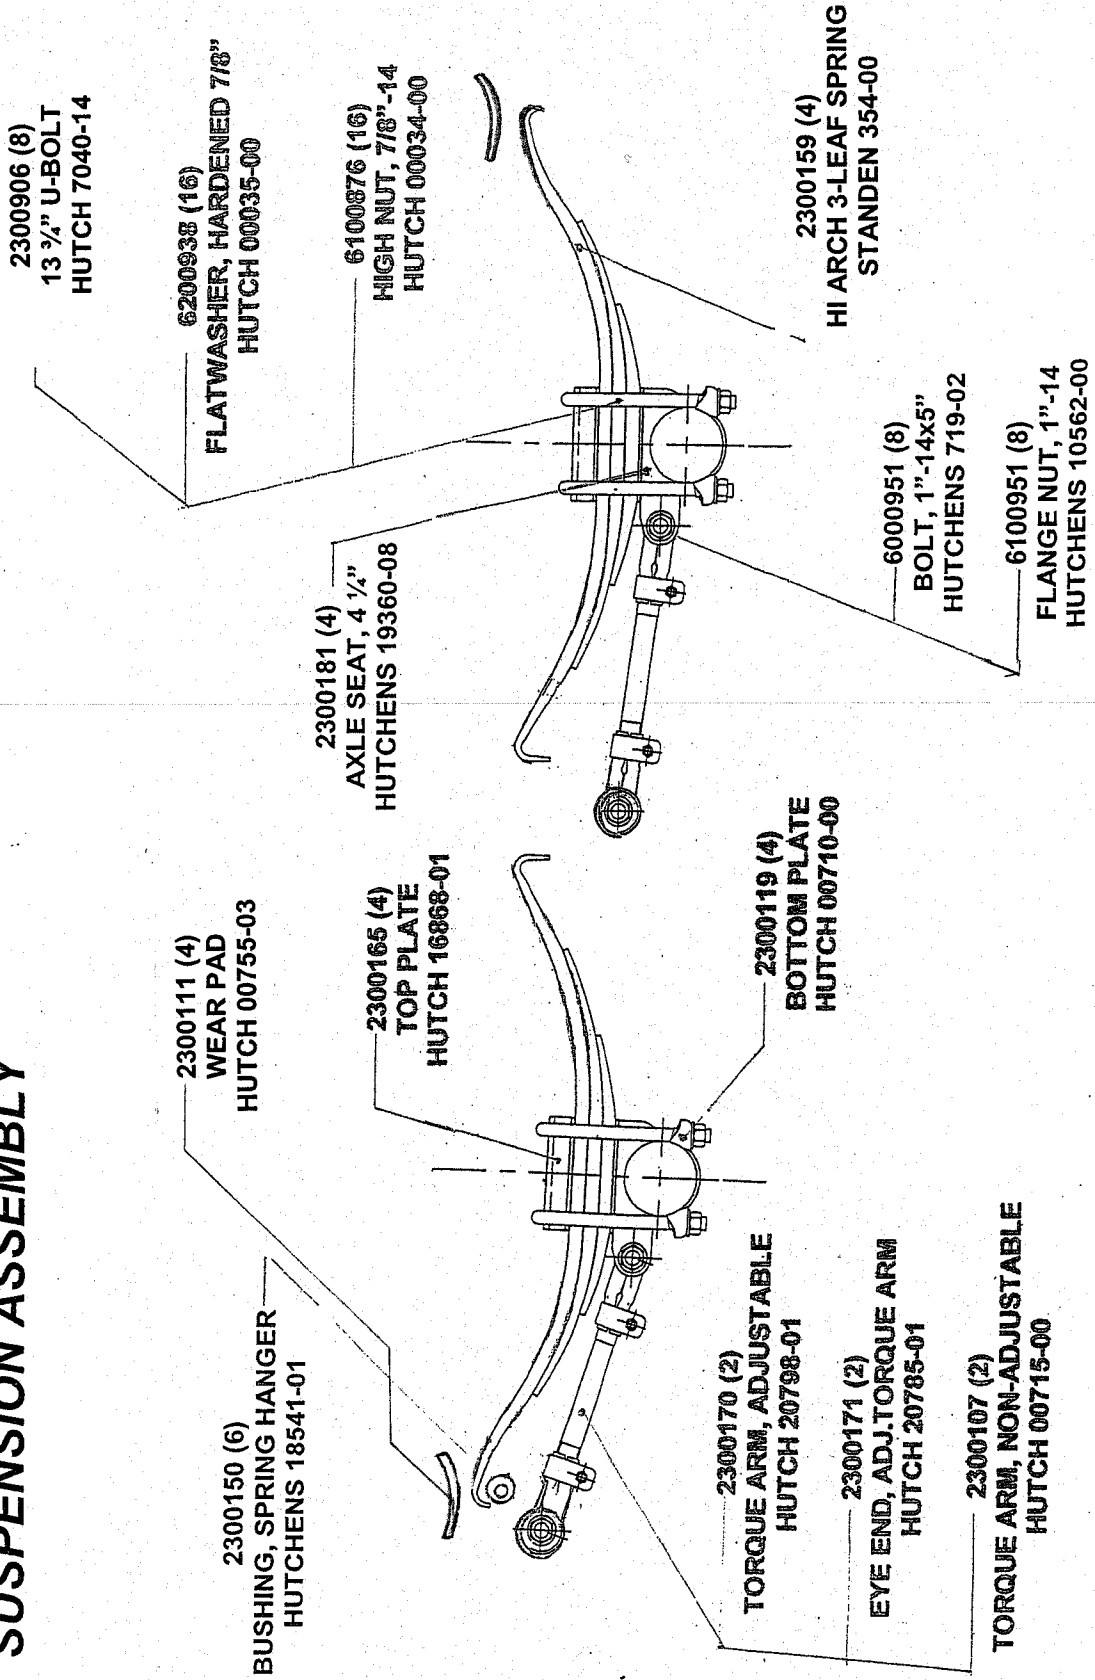 SUSPENSION ASSEMBLY
2300150 (6)
BUSHING, SPRING HANGER
HUTCHENS 18541-01
2300111 (4)
WEAR PAD
HUTCH 00755-03
2300165 (4)
TOP PLATE
HUTCH 16868-01
2300181 (4)
AXLE SEAT, 4 ¼"
HUTCHENS 19360-08
2300906 (8)
13 ¾" U-BOLT
HUTCH 7040-14
6200938 (16)
FLATWASHER, HARDENED 7/8"
HUTCH 00035-00
6100876 (16)
HIGH NUT, 7/8"-14
HUTCH 00034-00
2300170 (2)
TORQUE ARM, ADJUSTABLE
HUTCH 20798-01
2300171 (2)
EYE END, ADJ.TORQUE ARM
HUTCH 20785-01
2300107 (2)
TORQUE ARM, NON-ADJUSTABLE
HUTCH 00715-00
2300119 (4)
BOTTOM PLATE
HUTCH 00710-00
6000951 (8)
BOLT, 1"-14x5"
HUTCHENS 719-02
6100951 (8)
FLANGE NUT, 1"-14
HUTCHENS 10562-00
2300159 (4)
HI ARCH 3-LEAF SPRING
STANDEN 354-00